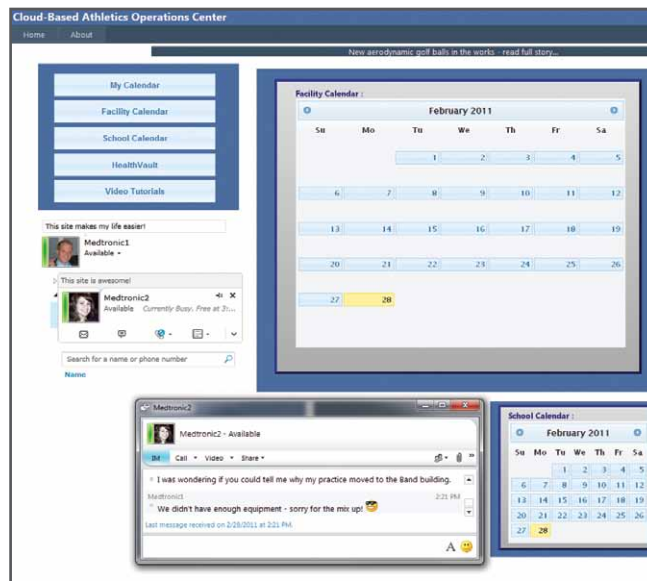 Cloud-Based Athletics Operations Center
Home About
New aerodynamic golf balls in the works - read full story...
My Calendar
Facility Calendar
School Calendar
HealthVault
Video Tutorials
This site makes my life easier!
Medtronic1
Available
This site is awesome!
Medtronic2
Available Currently Busy. Free at 3:...
Search for a name or phone number
Name
Facility Calendar :
February 2011
Su Mo Tu We Th Fr Sa
1 2 3 4 5
6 7 8 9 10 11 12
13 14 15 16 17 18 19
20 21 22 23 24 25 26
27 28
Medtronic2
Medtronic2 - Available
IM Call Video Share
I was wondering if you could tell me why my practice moved to the Band building.
Medtronic1 2:21 PM
We didn't have enough equipment - sorry for the mix up!
Last message received on 2/28/2011 at 2:21 PM.
A
School Calendar :
February 2011
Su Mo Tu We Th Fr Sa
1 2 3 4 5
6 7 8 9 10 11 12
13 14 15 16 17 18 19
20 21 22 23 24 25 26
27 28